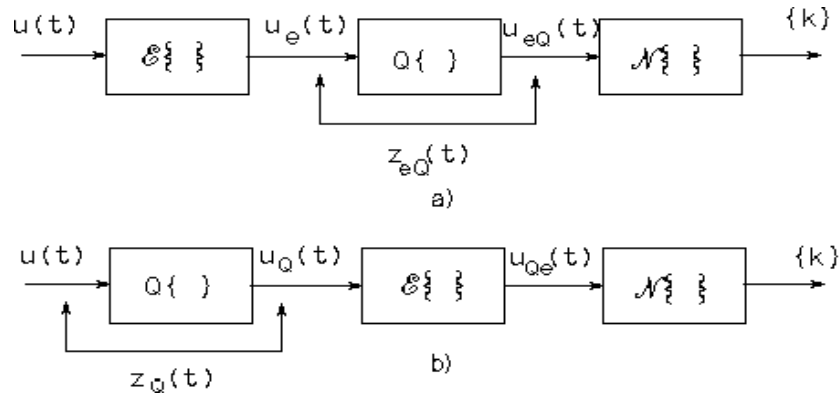 u(t) u_e(t) u_eQ(t) {k}
ℰ{ } Q{ } 𝒩{ }
z_eQ(t)
a)
u(t) u_Q(t) u_Qe(t) {k}
Q{ } ℰ{ } 𝒩{ }
z_Q(t)
b)